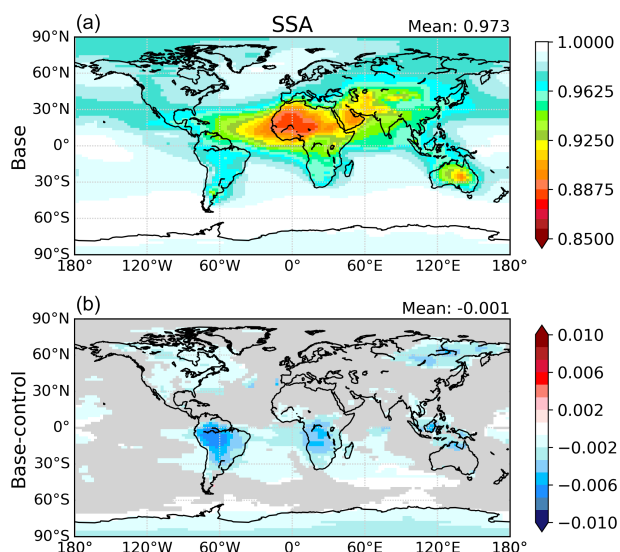 (a) SSA Mean: 0.973
90°N
60°N
30°N
0°
30°S
60°S
90°S
Base
180° 120°W 60°W 0° 60°E 120°E 180°
1.0000
0.9625
0.9250
0.8875
0.8500
(b) Mean: -0.001
90°N
60°N
30°N
0°
30°S
60°S
90°S
Base-control
180° 120°W 60°W 0° 60°E 120°E 180°
0.010
0.006
0.002
−0.002
−0.006
−0.010